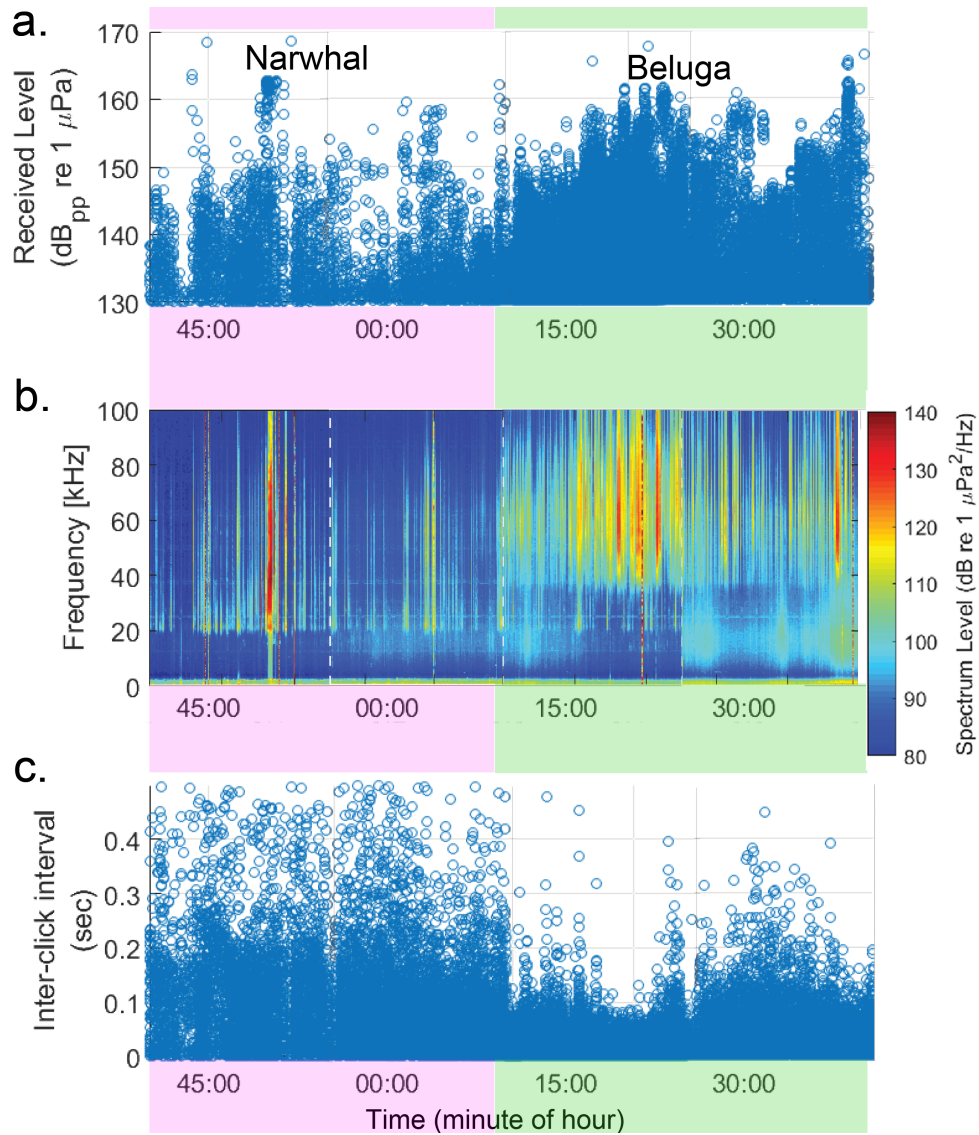 a.
Narwhal
Beluga
Received Level
(dBpp re 1 μPa)
170
160
150
140
130
45:00
00:00
15:00
30:00
b.
Frequency [kHz]
100
80
60
40
20
0
45:00
00:00
15:00
30:00
140
130
120
110
100
90
80
Spectrum Level (dB re 1 μPa²/Hz)
c.
Inter-click interval
(sec)
0.4
0.3
0.2
0.1
0
45:00
00:00
15:00
30:00
Time (minute of hour)